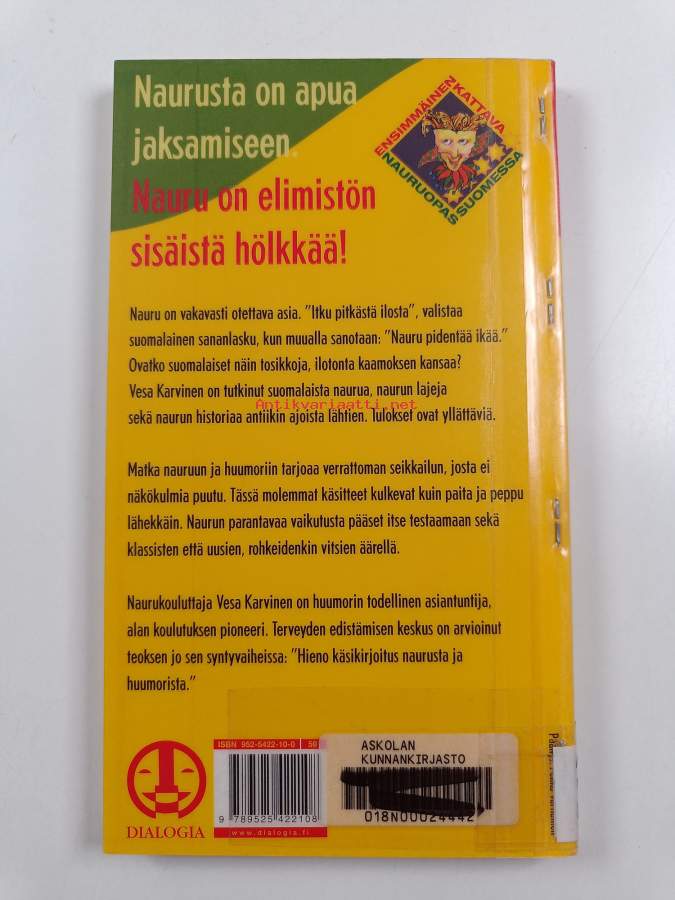 Naurusta on apua
jaksamiseen.
Nauru on elimistön
sisäistä hölkkää!
ENSIMMÄINEN
KATTAVA
NAURUOPAS
SUOMESSA
Nauru on vakavasti otettava asia. "Itku pitkästä ilosta", valistaa
suomalainen sananlasku, kun muualla sanotaan: "Nauru pidentää ikää."
Ovatko suomalaiset näin tosikkoja, ilotonta kaamoksen kansaa?
Vesa Karvinen on tutkinut suomalaista naurua, naurun lajeja
Antikvariaatti.net
sekä naurun historiaa antiikin ajoista lähtien. Tulokset ovat yllättäviä.
Matka nauruun ja huumoriin tarjoaa verrattoman seikkailun, josta ei
näkökulmia puutu. Tässä molemmat käsitteet kulkevat kuin paita ja peppu
lähekkäin. Naurun parantavaa vaikutusta pääset itse testaamaan sekä
klassisten että uusien, rohkeidenkin vitsien äärellä.
Naurukouluttaja Vesa Karvinen on huumorin todellinen asiantuntija,
alan koulutuksen pioneeri. Terveyden edistämisen keskus on arvioinut
teoksen jo sen syntyvaiheissa: "Hieno käsikirjoitus naurusta ja
huumorista."
ISBN 952-5422-10-0 59
9 789525 422108
www.dialogia.fi
DIALOGIA
ASKOLAN
KUNNANKIRJASTO
018N00024442